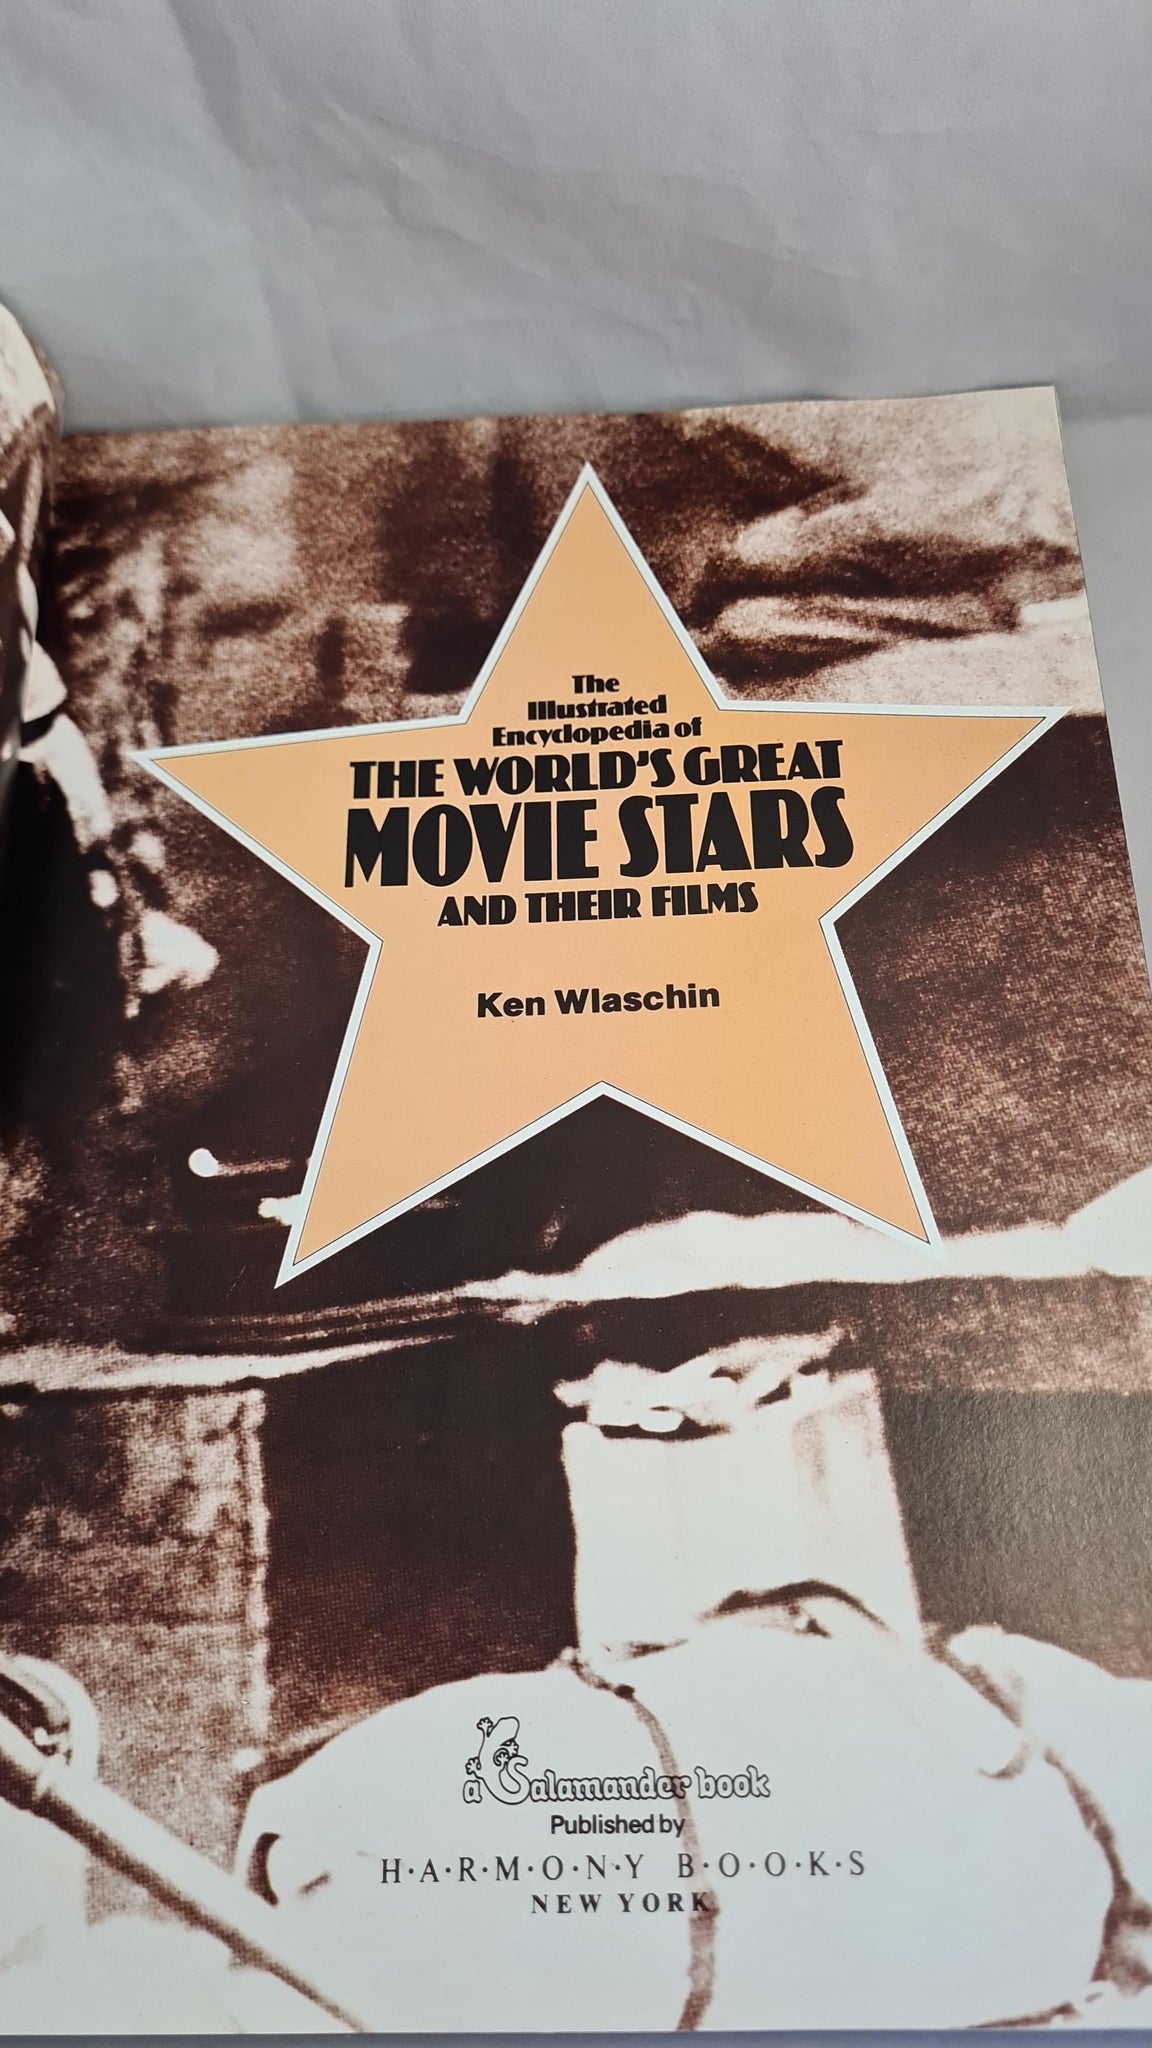 The
Illustrated
Encyclopedia of
THE WORLD'S GREAT
MOVIE STARS
AND THEIR FILMS
Ken Wlaschin
a Salamander book
Published by
H·A·R·M·O·N·Y B·O·O·K·S
NEW YORK